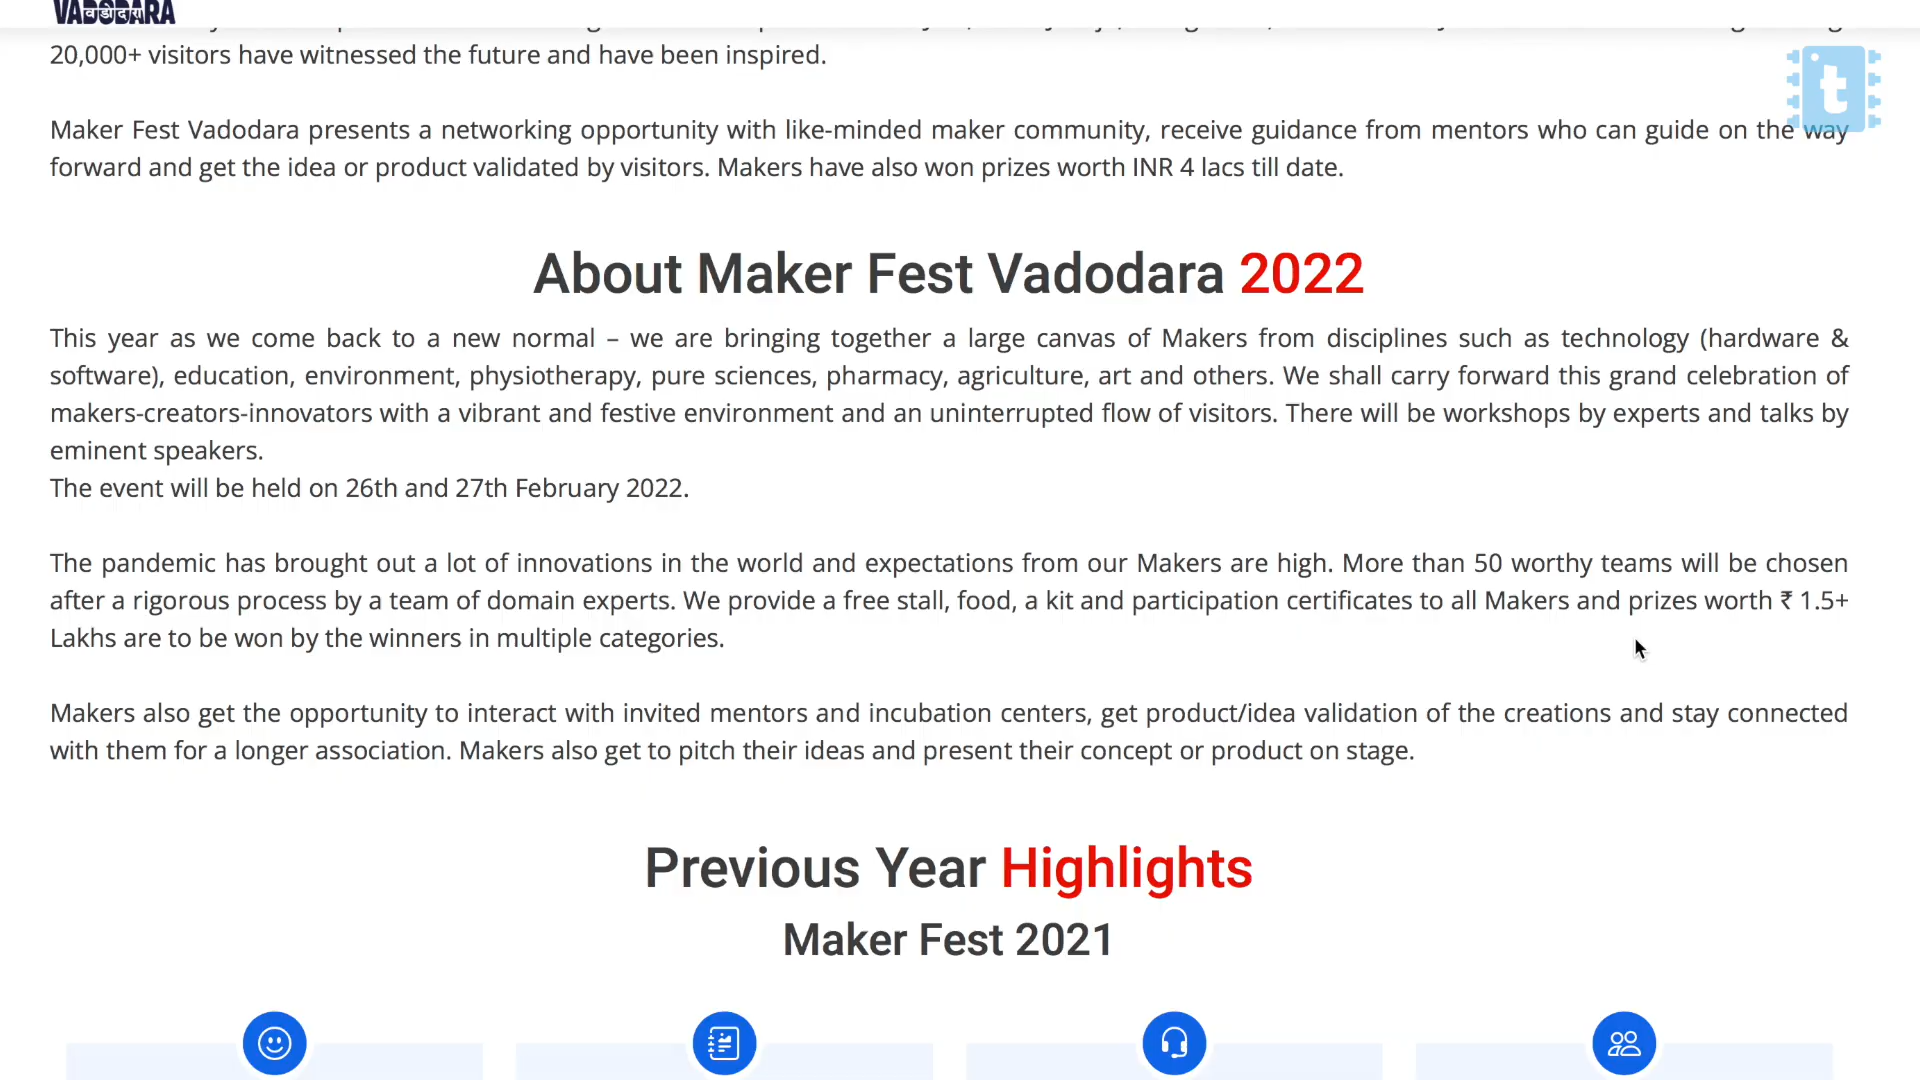 VADODARA
वडोदरा
20,000+ visitors have witnessed the future and have been inspired.
t
Maker Fest Vadodara presents a networking opportunity with like-minded maker community, receive guidance from mentors who can guide on the way
forward and get the idea or product validated by visitors. Makers have also won prizes worth INR 4 lacs till date.
About Maker Fest Vadodara 2022
This year as we come back to a new normal – we are bringing together a large canvas of Makers from disciplines such as technology (hardware &
software), education, environment, physiotherapy, pure sciences, pharmacy, agriculture, art and others. We shall carry forward this grand celebration of
makers-creators-innovators with a vibrant and festive environment and an uninterrupted flow of visitors. There will be workshops by experts and talks by
eminent speakers.
The event will be held on 26th and 27th February 2022.
The pandemic has brought out a lot of innovations in the world and expectations from our Makers are high. More than 50 worthy teams will be chosen
after a rigorous process by a team of domain experts. We provide a free stall, food, a kit and participation certificates to all Makers and prizes worth ₹ 1.5+
Lakhs are to be won by the winners in multiple categories.
Makers also get the opportunity to interact with invited mentors and incubation centers, get product/idea validation of the creations and stay connected
with them for a longer association. Makers also get to pitch their ideas and present their concept or product on stage.
Previous Year Highlights
Maker Fest 2021